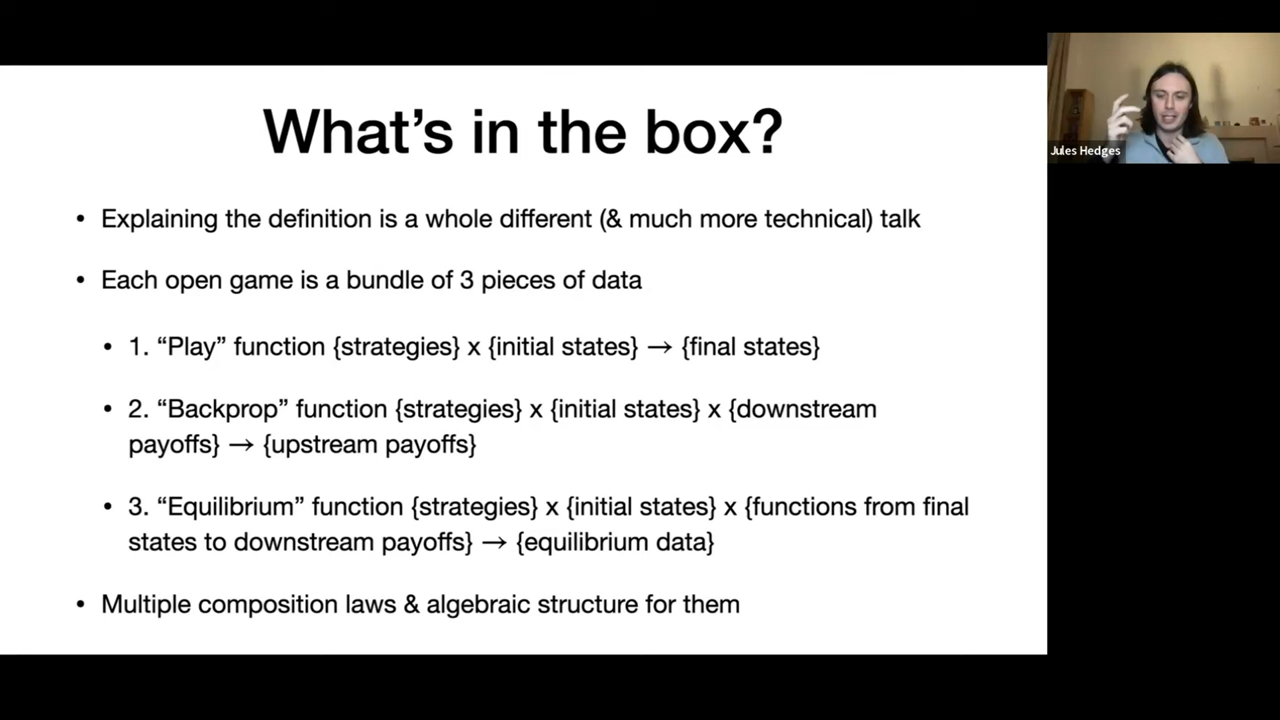 What's in the box?
• Explaining the definition is a whole different (& much more technical) talk
• Each open game is a bundle of 3 pieces of data
• 1. “Play” function {strategies} x {initial states} → {final states}
• 2. “Backprop” function {strategies} x {initial states} x {downstream
payoffs} → {upstream payoffs}
• 3. “Equilibrium” function {strategies} x {initial states} x {functions from final
states to downstream payoffs} → {equilibrium data}
• Multiple composition laws & algebraic structure for them
Jules Hedges